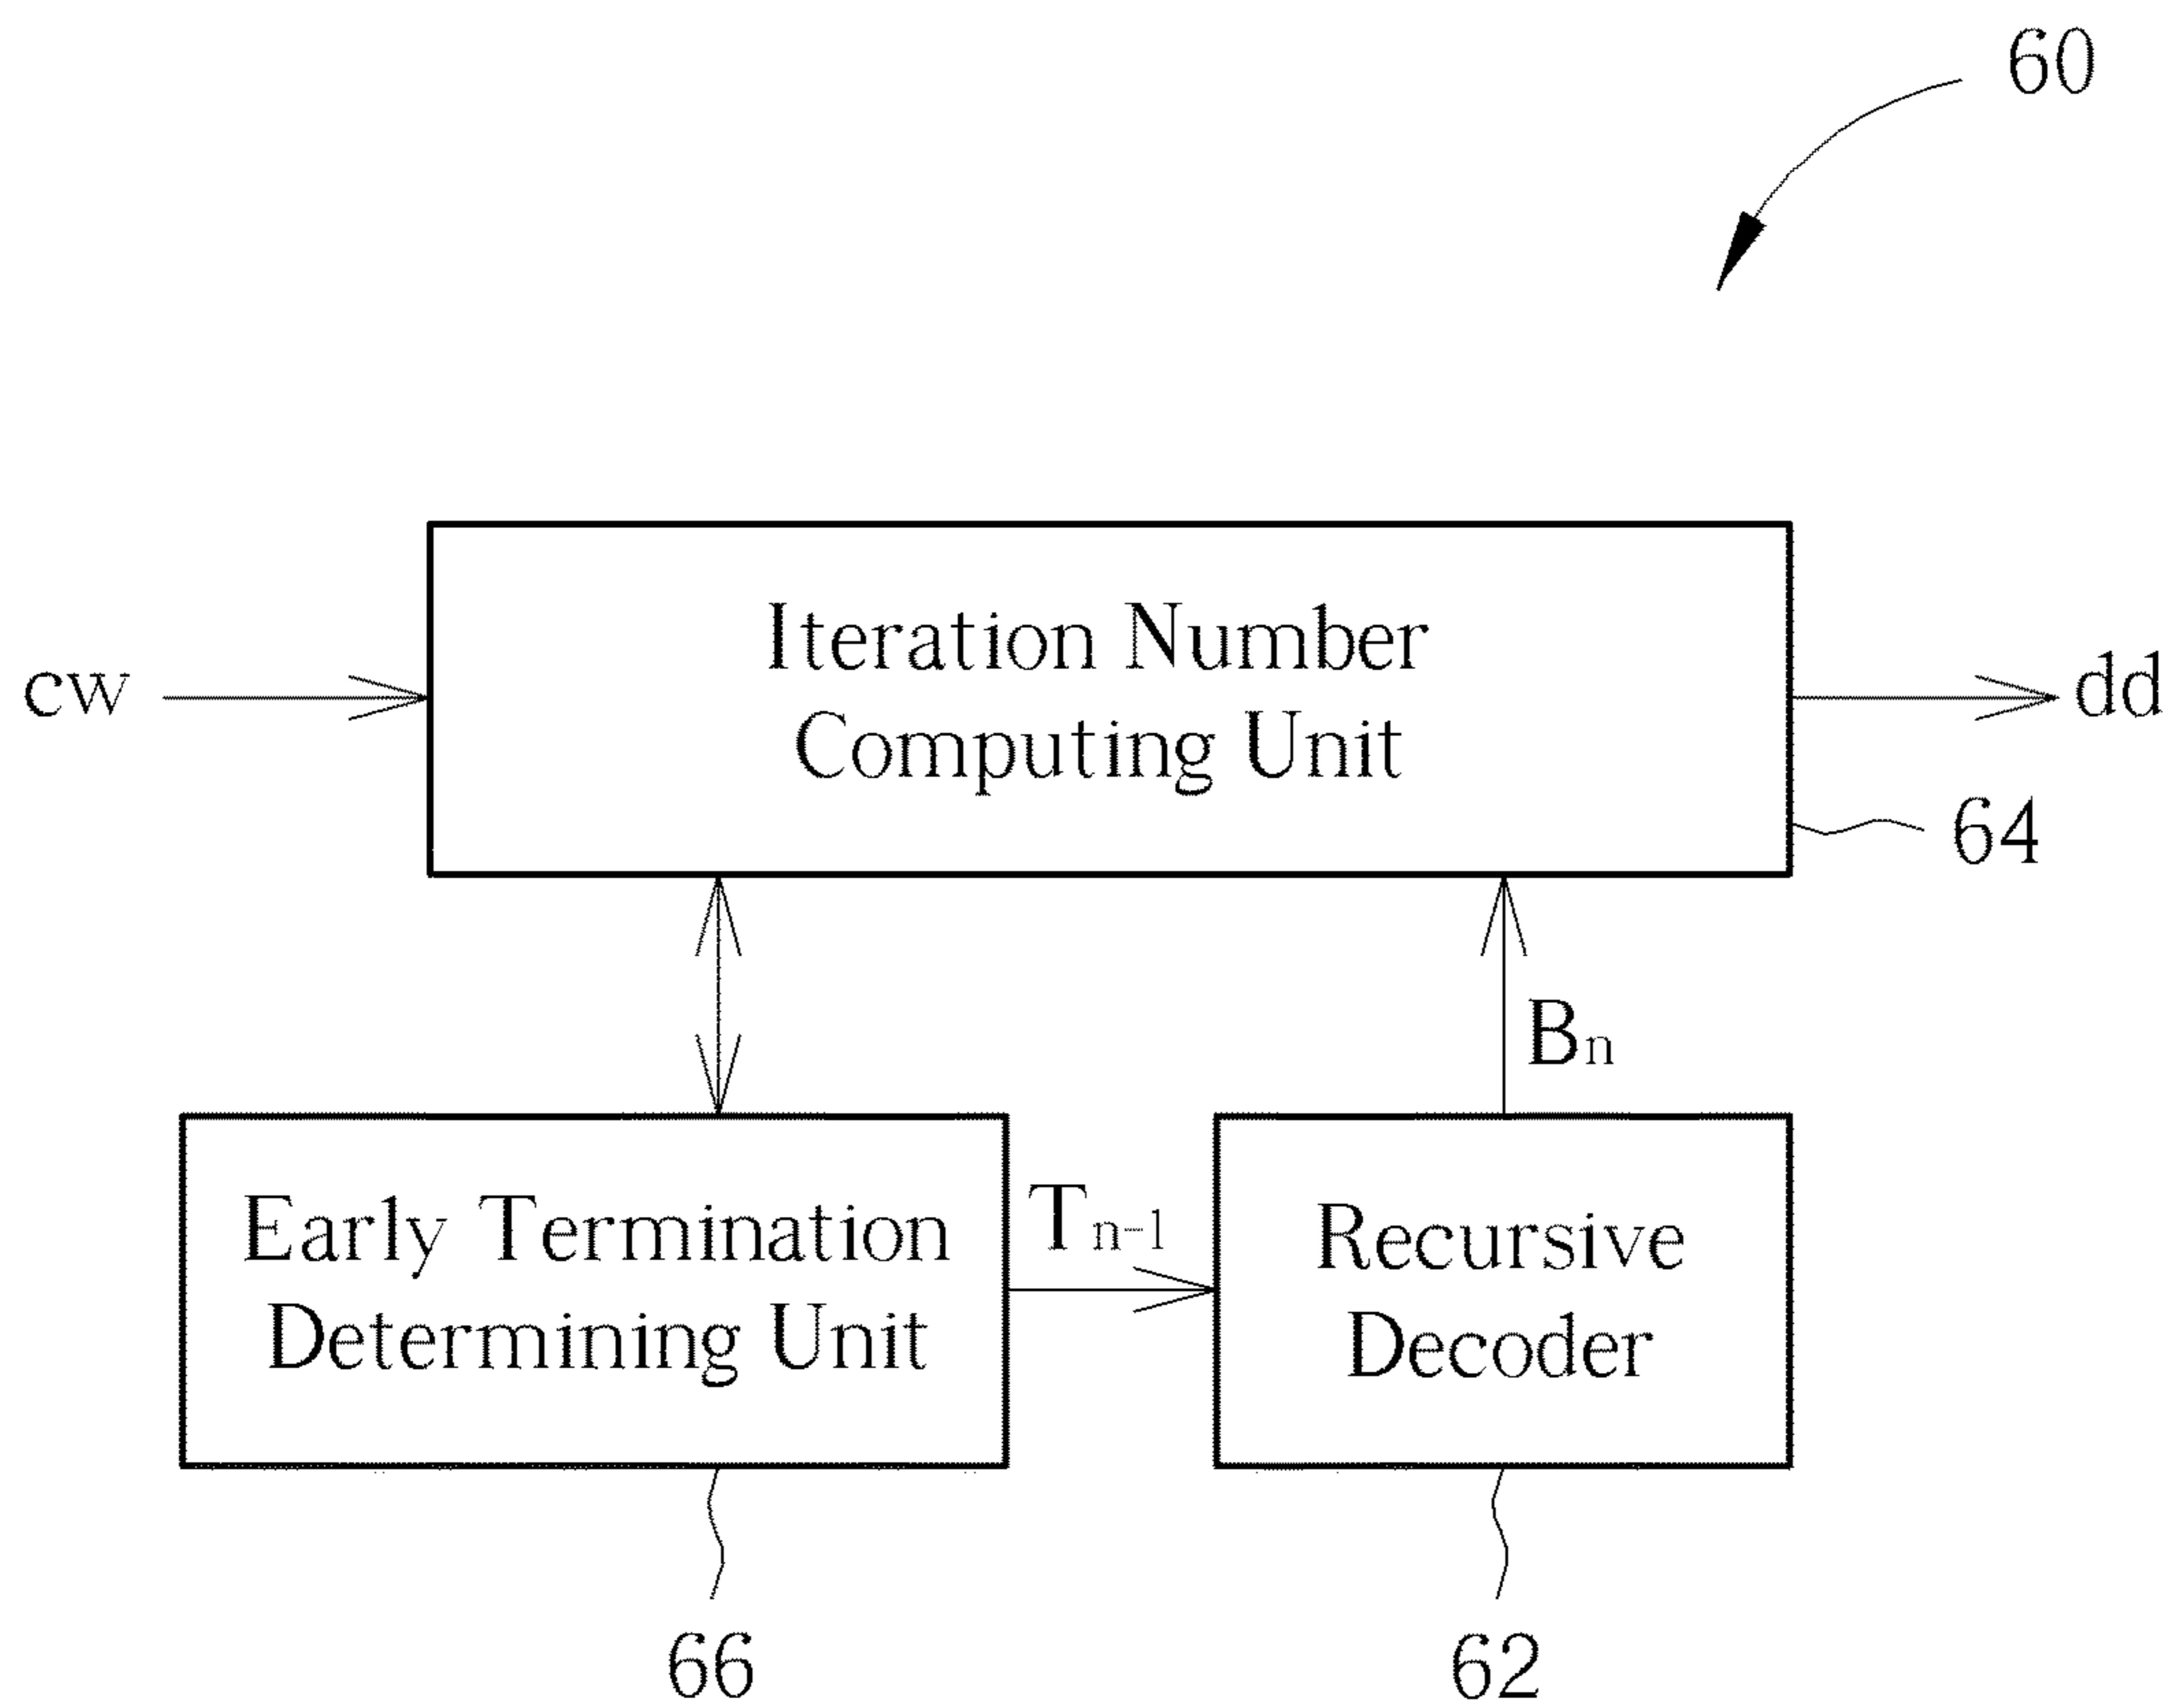 60
Iteration Number
Computing Unit
cw
dd
64
Bn
Early Termination
Determining Unit
Tn-1
Recursive
Decoder
66
62